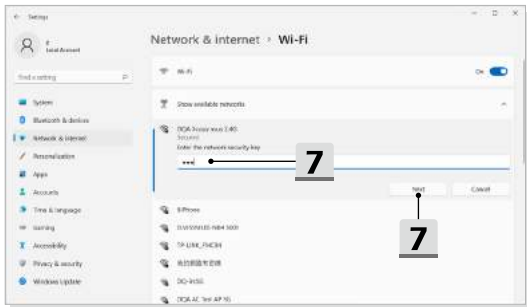 Settings
Network & internet > Wi-Fi
Local Account
Find a setting
Wi-Fi
On
System
Show available networks
Bluetooth & devices
Network & internet
Secured
Enter the network security key
Personalization
Apps
7
Accounts
Next
Cancel
Time & language
Gaming
7
Accessibility
TP-LINK_
Privacy & security
Windows Update